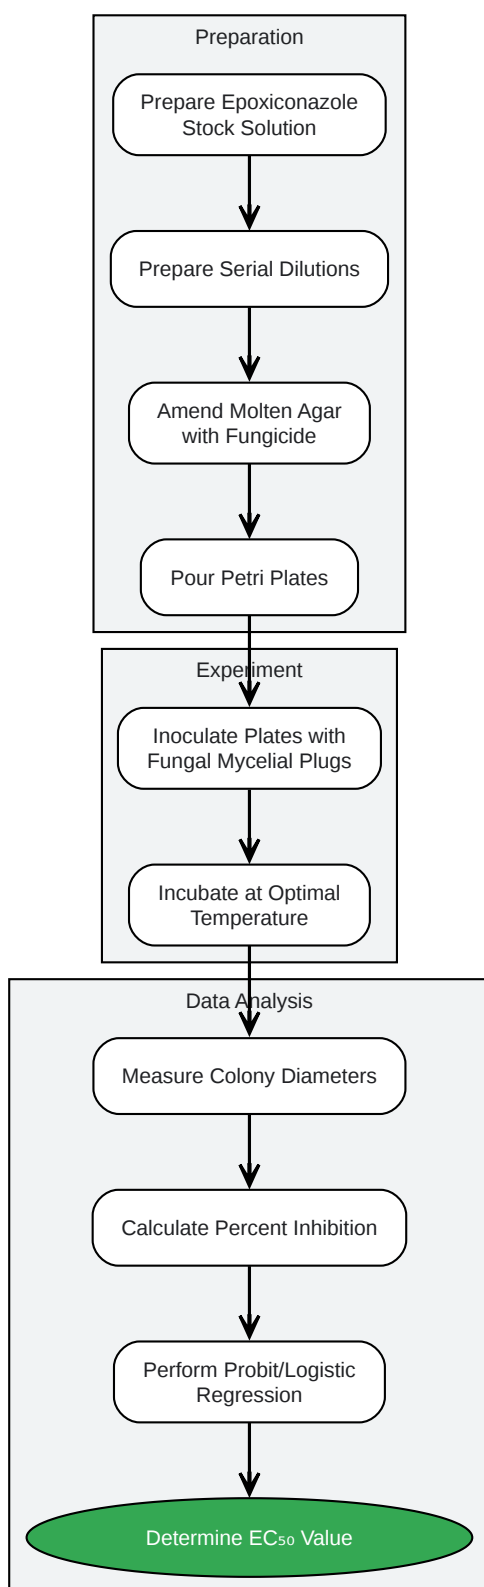 Preparation
Prepare Epoxiconazole
Stock Solution
Prepare Serial Dilutions
Amend Molten Agar
with Fungicide
Pour Petri Plates
Experiment
Inoculate Plates with
Fungal Mycelial Plugs
Incubate at Optimal
Temperature
Data Analysis
Measure Colony Diameters
Calculate Percent Inhibition
Perform Probit/Logistic
Regression
Determine EC₅₀ Value